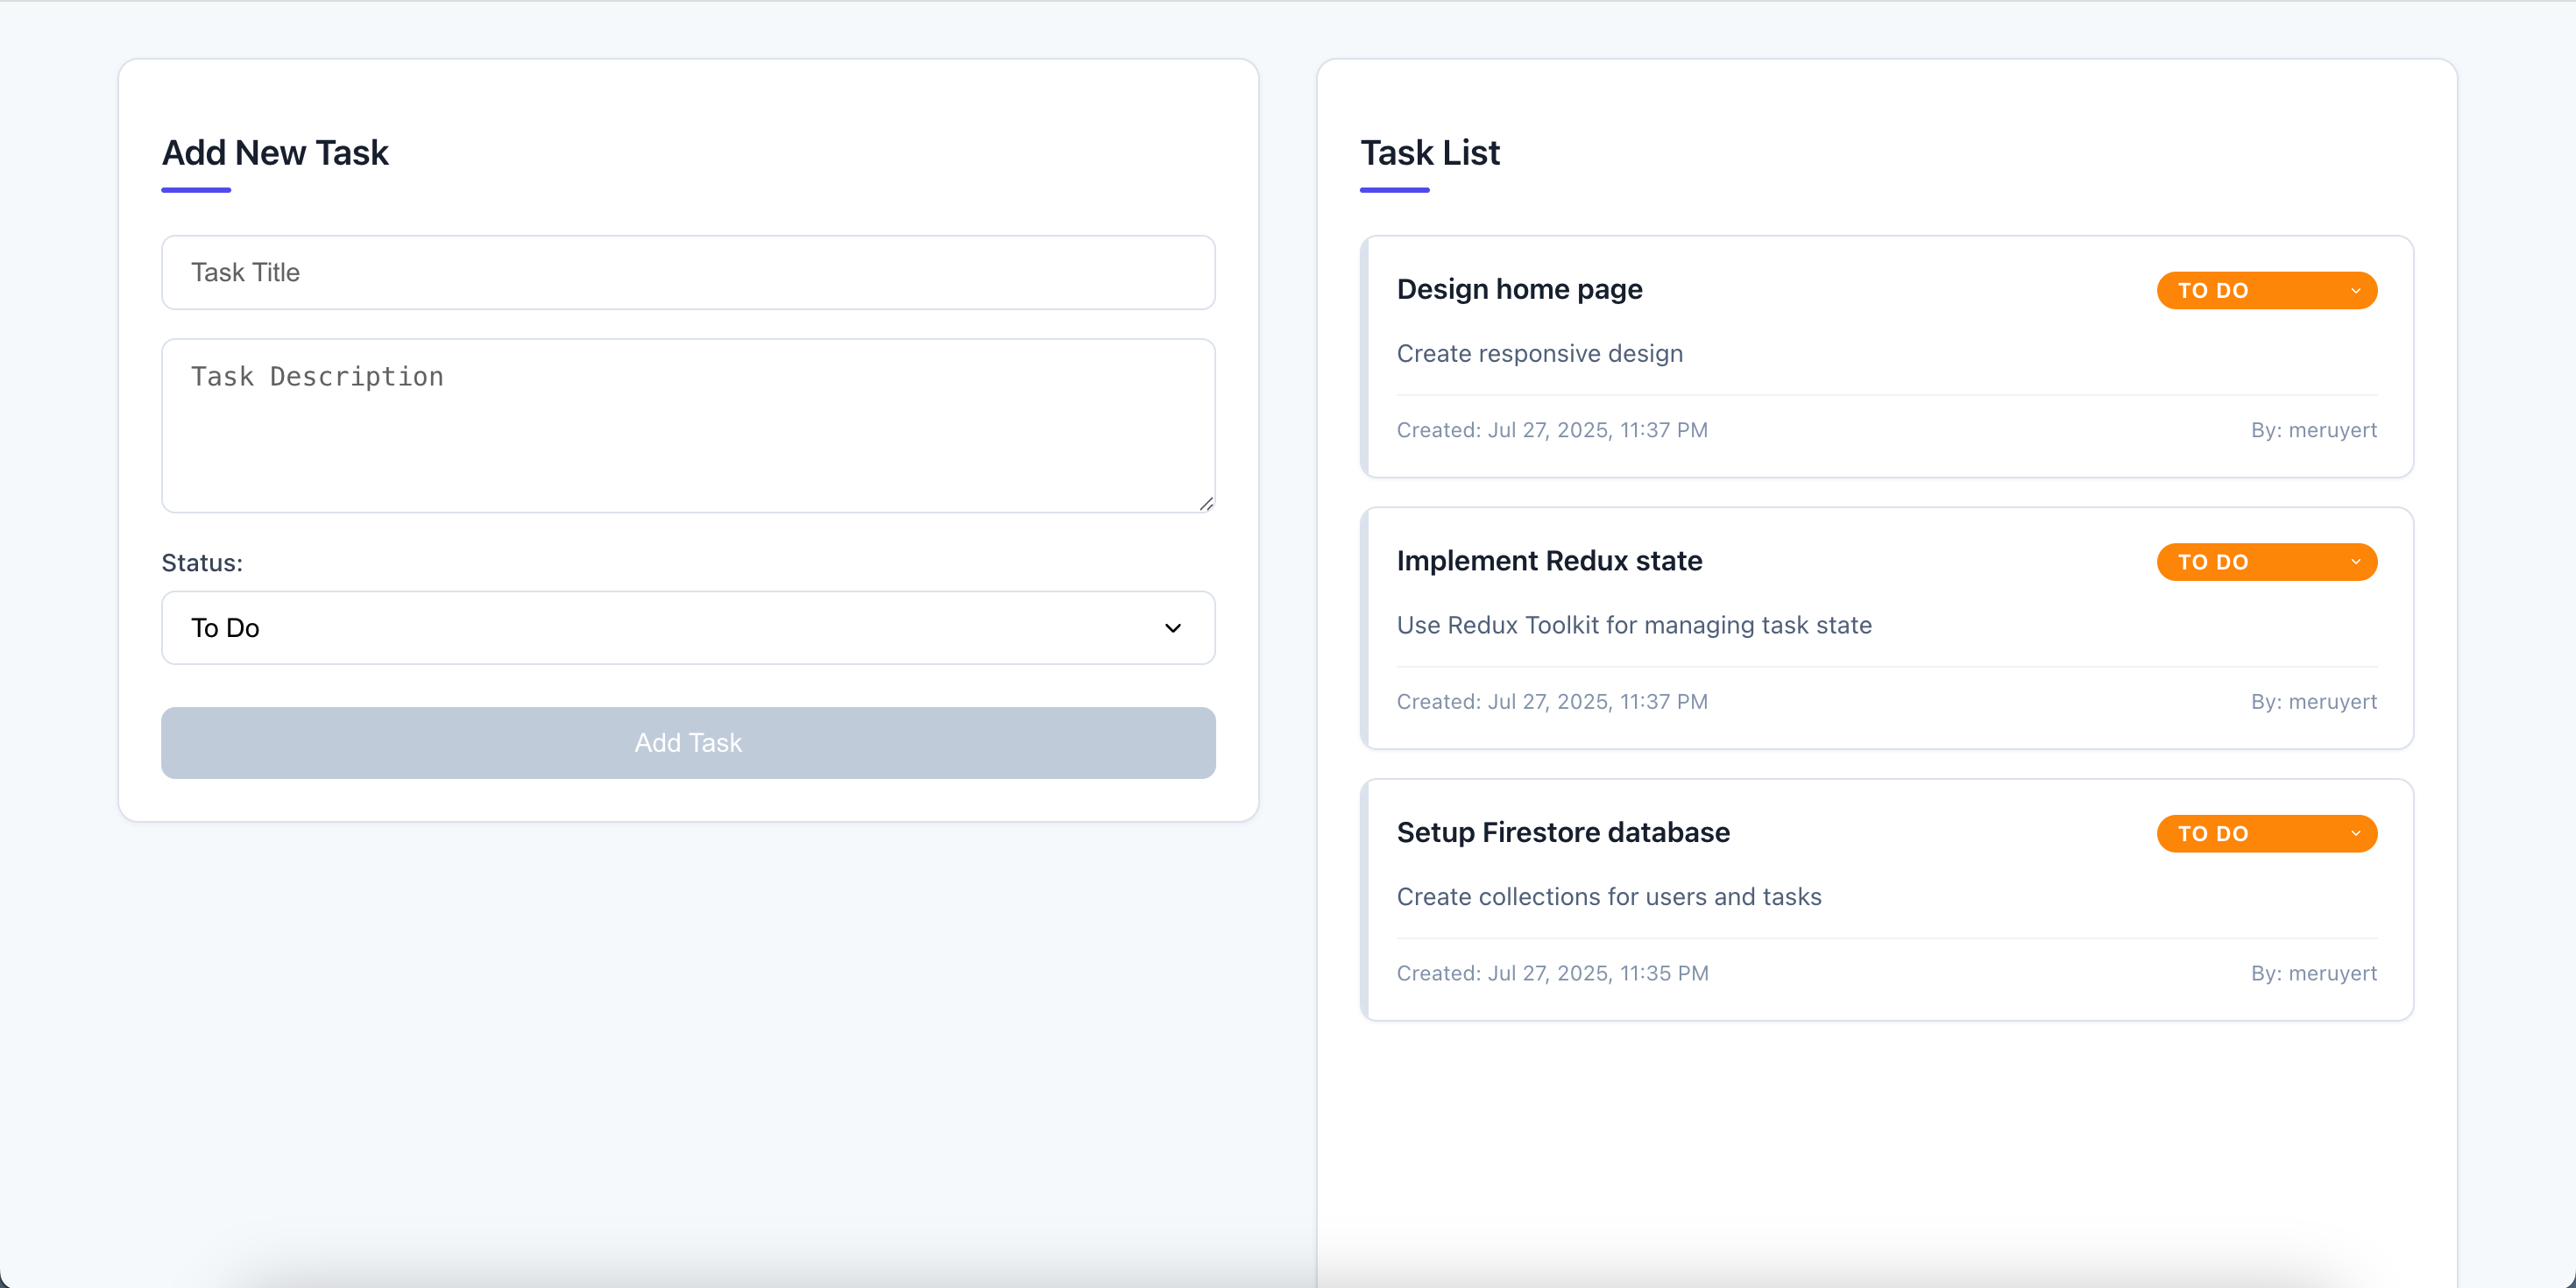 Add New Task
Task Title
Task Description
Status:
To Do
Add Task
Task List
Design home page
TO DO
Create responsive design
Created: Jul 27, 2025, 11:37 PM
By: meruyert
Implement Redux state
TO DO
Use Redux Toolkit for managing task state
Created: Jul 27, 2025, 11:37 PM
By: meruyert
Setup Firestore database
TO DO
Create collections for users and tasks
Created: Jul 27, 2025, 11:35 PM
By: meruyert